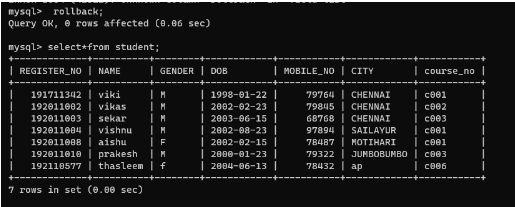 mysql>  rollback;
Query OK, 0 rows affected (0.06 sec)
mysql> select*from student;
+-------------+----------+--------+------------+-----------+------------+-----------+
| REGISTER_NO | NAME     | GENDER | DOB        | MOBILE_NO | CITY       | course_no |
+-------------+----------+--------+------------+-----------+------------+-----------+
|   191711342 | viki     | M      | 1998-01-22 |     79764 | CHENNAI    | c001      |
|   192011002 | vikas    | M      | 2002-02-23 |     79845 | CHENNAI    | c002      |
|   192011003 | sekar    | M      | 2003-06-15 |     68768 | CHENNAI    | c003      |
|   192011004 | vishnu   | M      | 2002-08-23 |     97894 | SAILAYUR   | c001      |
|   192011008 | aishu    | F      | 2002-02-15 |     78487 | MOTIHARI   | c001      |
|   192011010 | prakesh  | M      | 2000-01-23 |     79322 | JUMBOBUMBO | c003      |
|   192110577 | thasleem | f      | 2004-06-13 |     78432 | ap         | c006      |
+-------------+----------+--------+------------+-----------+------------+-----------+
7 rows in set (0.00 sec)